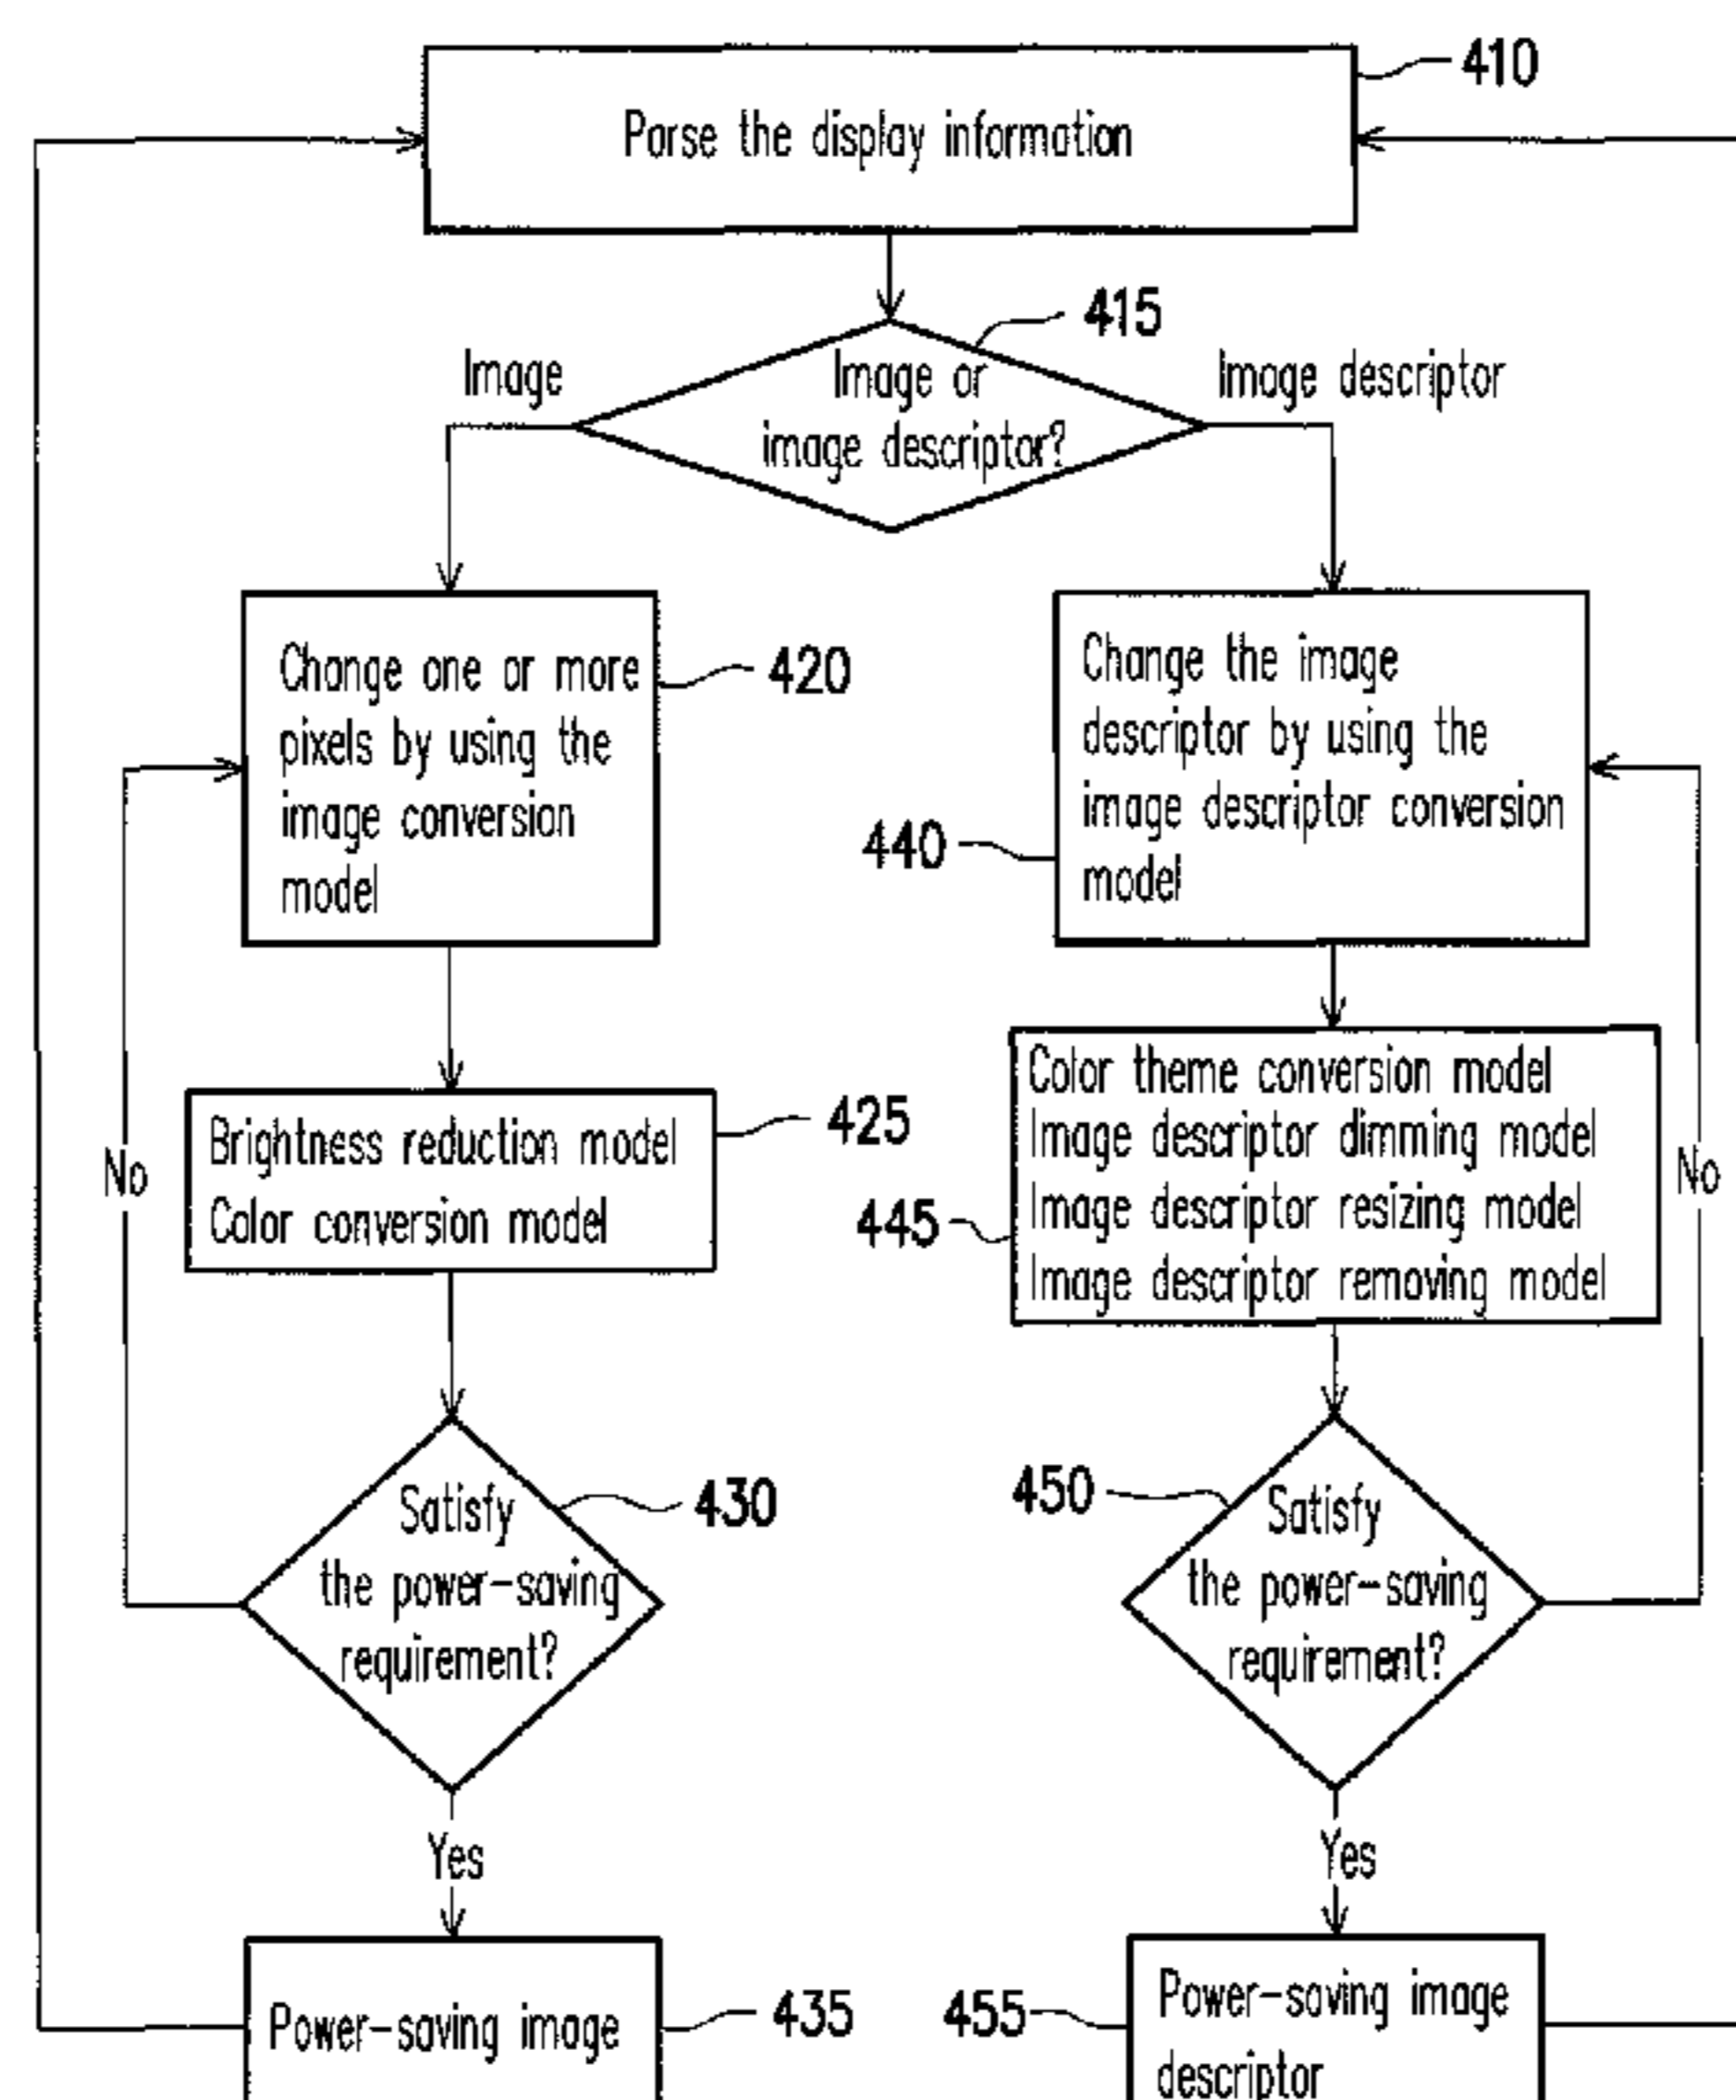 410
Parse the display information
415
Image
Image or
image descriptor?
Image descriptor
Change one or more
pixels by using the
image conversion
model
420
Change the image
descriptor by using the
image descriptor conversion
model
440
Brightness reduction model
Color conversion model
425
No
Color theme conversion model
Image descriptor dimming model
Image descriptor resizing model
Image descriptor removing model
445
No
Satisfy
the power-saving
requirement?
430
450
Satisfy
the power-saving
requirement?
Yes
Yes
Power-saving image
435
455
Power-saving image
descriptor